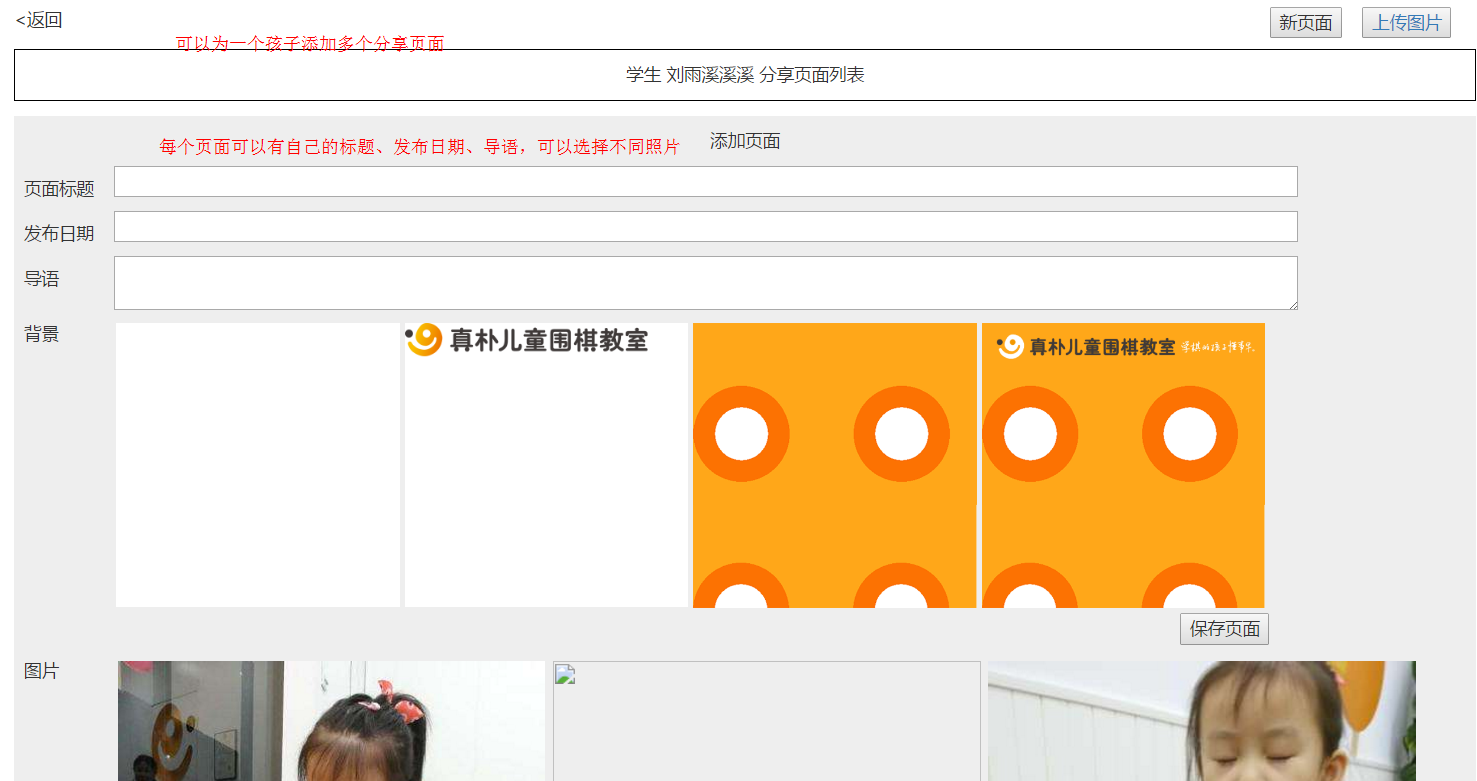 <返回
新页面
上传图片
可以为一个孩子添加多个分享页面
学生 刘雨溪溪溪 分享页面列表
每个页面可以有自己的标题、发布日期、导语，可以选择不同照片
添加页面
页面标题
发布日期
导语
背景
真朴儿童围棋教室
真朴儿童围棋教室
保存页面
图片